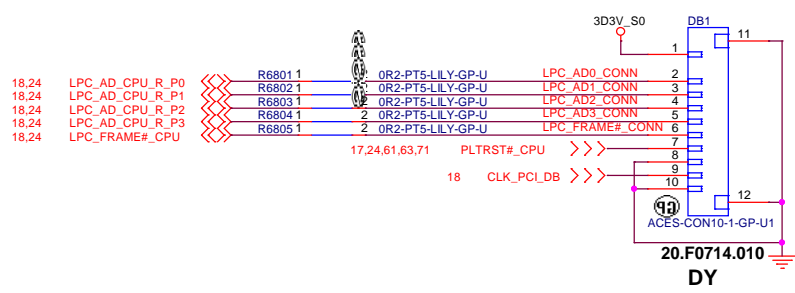 3D3V_S0 DB1
11
1
18,24 LPC_AD_CPU_R_P0 R6801 1 0R2-PT5-LILY-GP-U LPC_AD0_CONN 2
18,24 LPC_AD_CPU_R_P1 R6802 1 0R2-PT5-LILY-GP-U LPC_AD1_CONN 3
18,24 LPC_AD_CPU_R_P2 R6803 1 2 0R2-PT5-LILY-GP-U LPC_AD2_CONN 4
18,24 LPC_AD_CPU_R_P3 R6804 1 2 0R2-PT5-LILY-GP-U LPC_AD3_CONN 5
18,24 LPC_FRAME#_CPU R6805 1 2 0R2-PT5-LILY-GP-U LPC_FRAME#_CONN 6
17,24,61,63,71 PLTRST#_CPU 7
8
18 CLK_PCI_DB 9
10 12
GP
ACES-CON10-1-GP-U1
20.F0714.010
DY